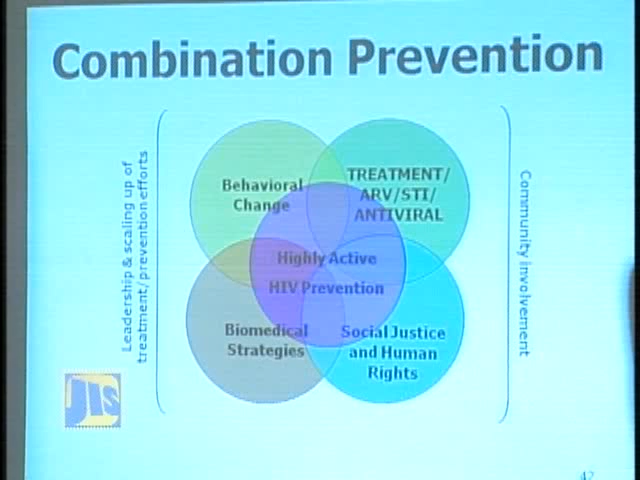 Combination Prevention
Leadership & scaling up of
treatment/prevention efforts
Behavioral
Change
TREATMENT/
ARV/STI/
ANTIVIRAL
Highly Active
HIV Prevention
Biomedical
Strategies
Social Justice
and Human
Rights
Community involvement
JIS
42